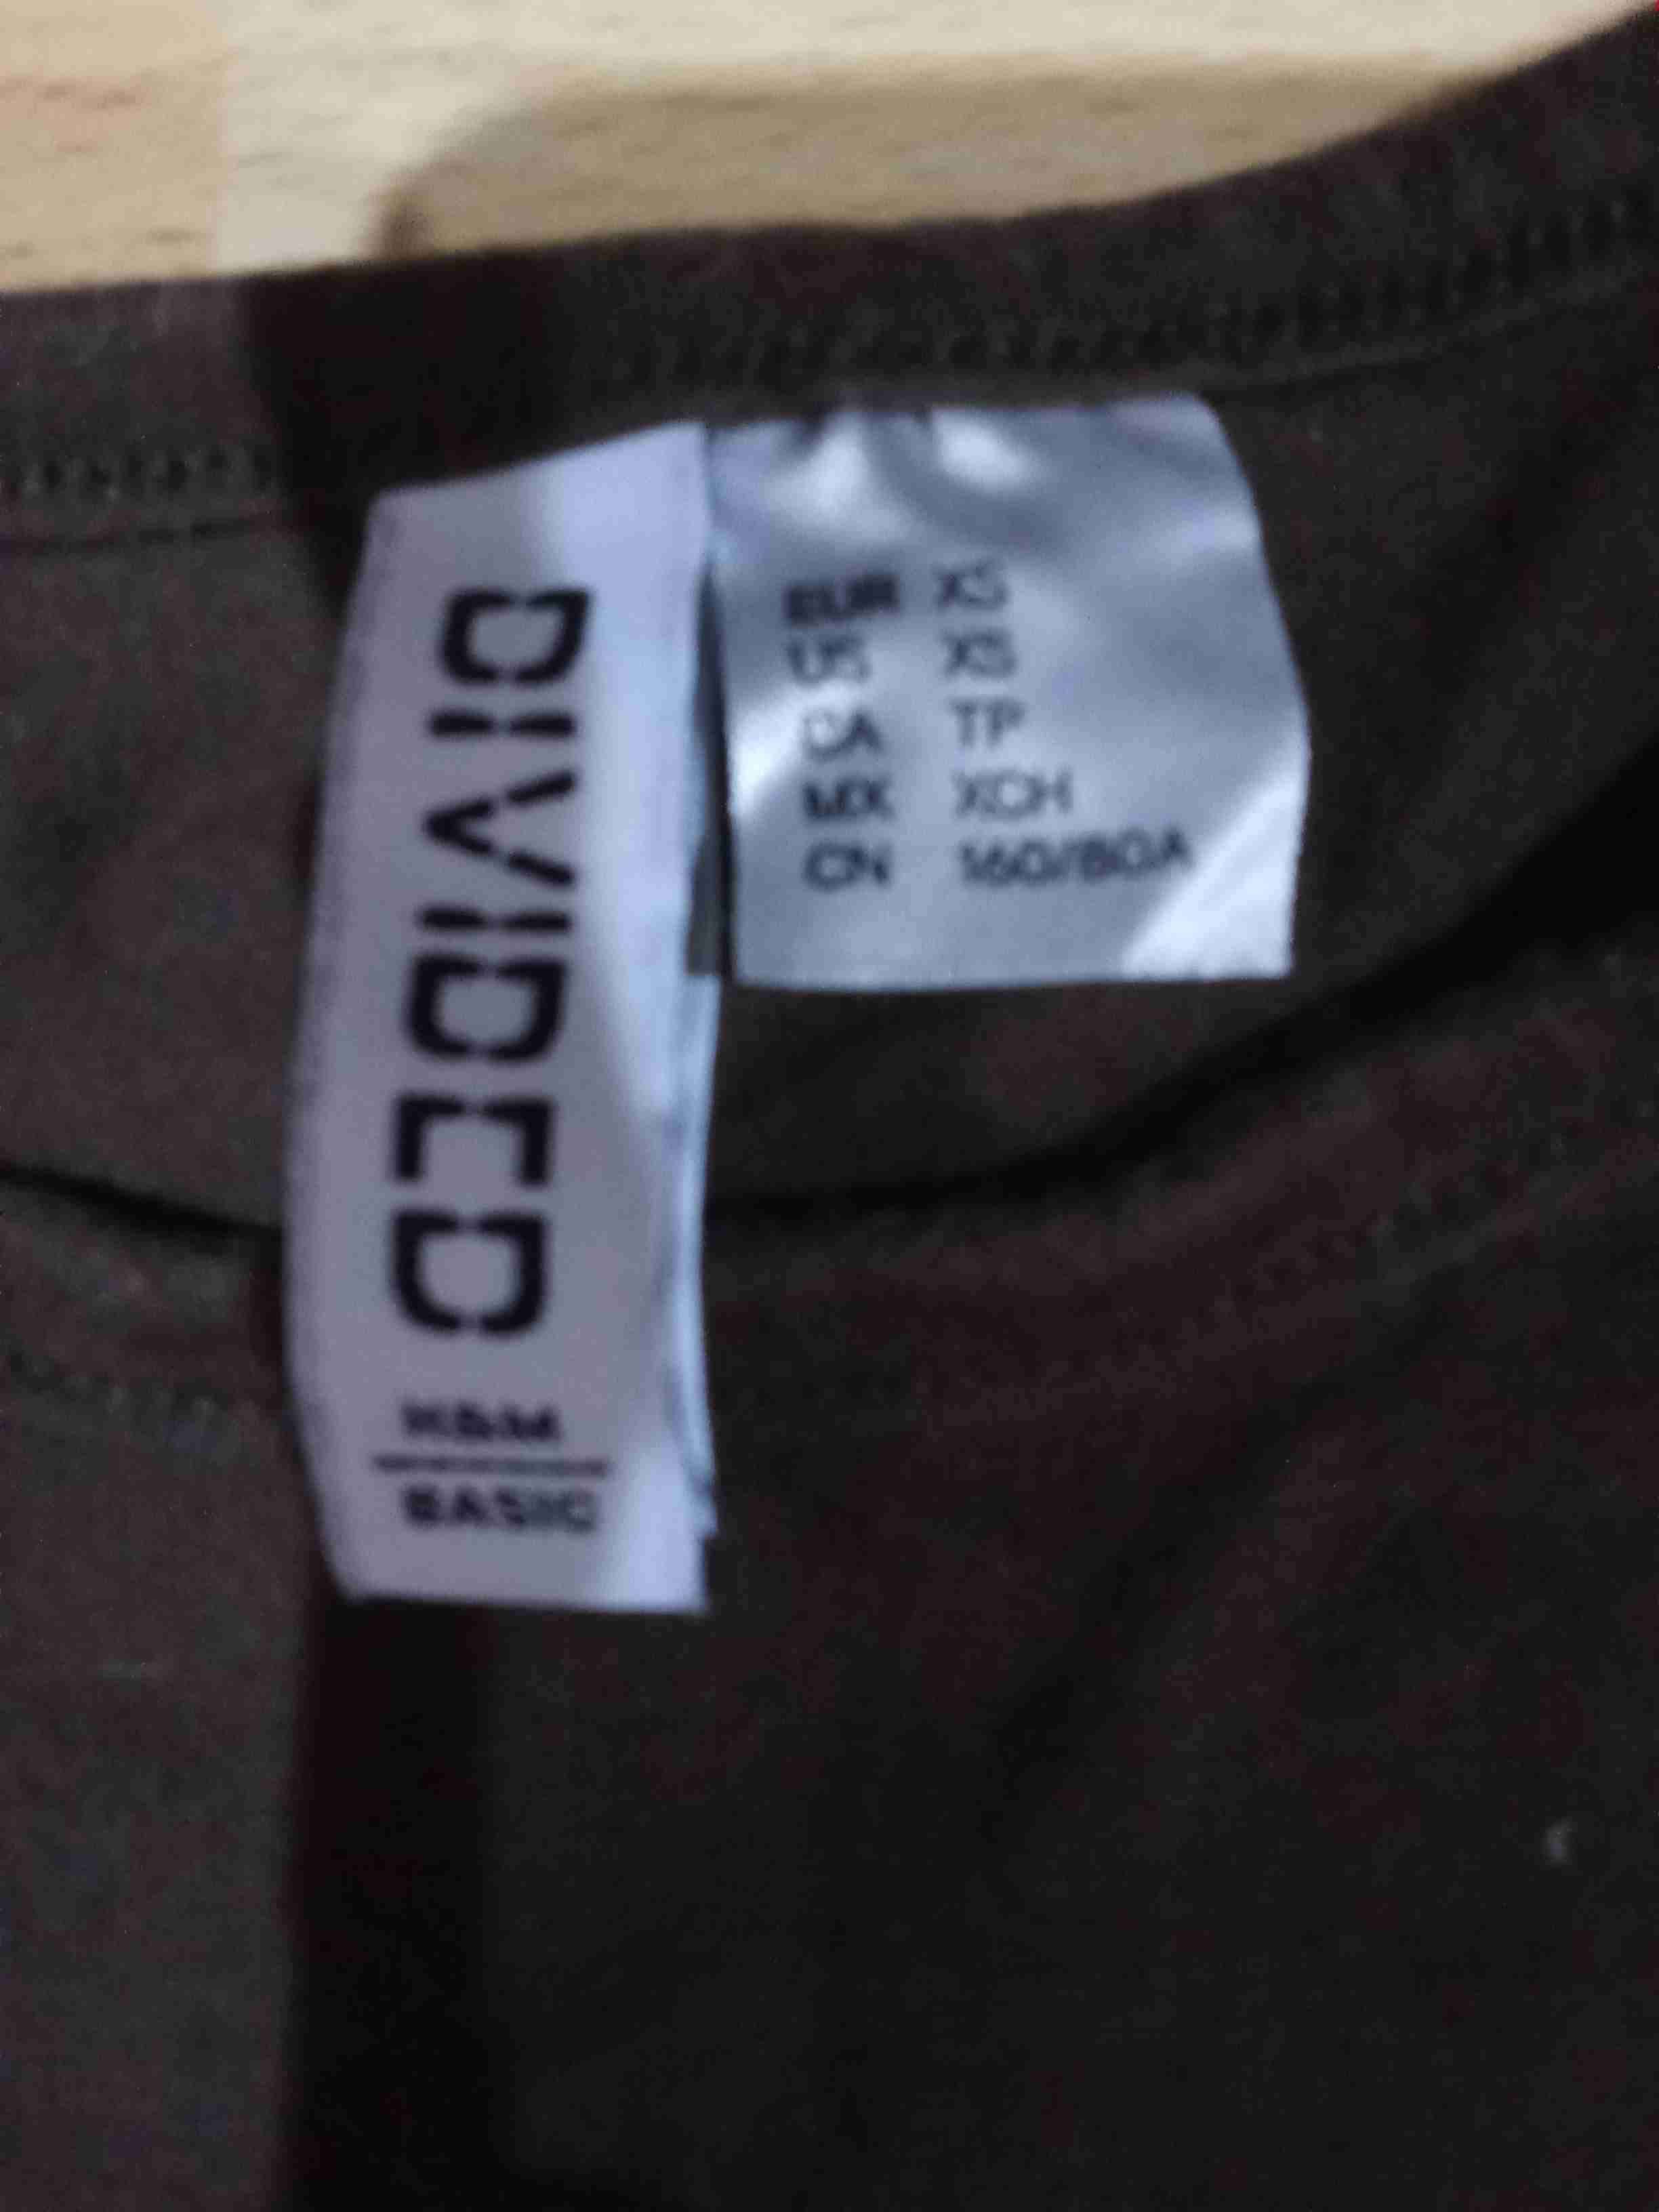 DIVIDED
H&M
BASIC
EUR XS
US XS
CA TP
MX XCH
CN 160/80A